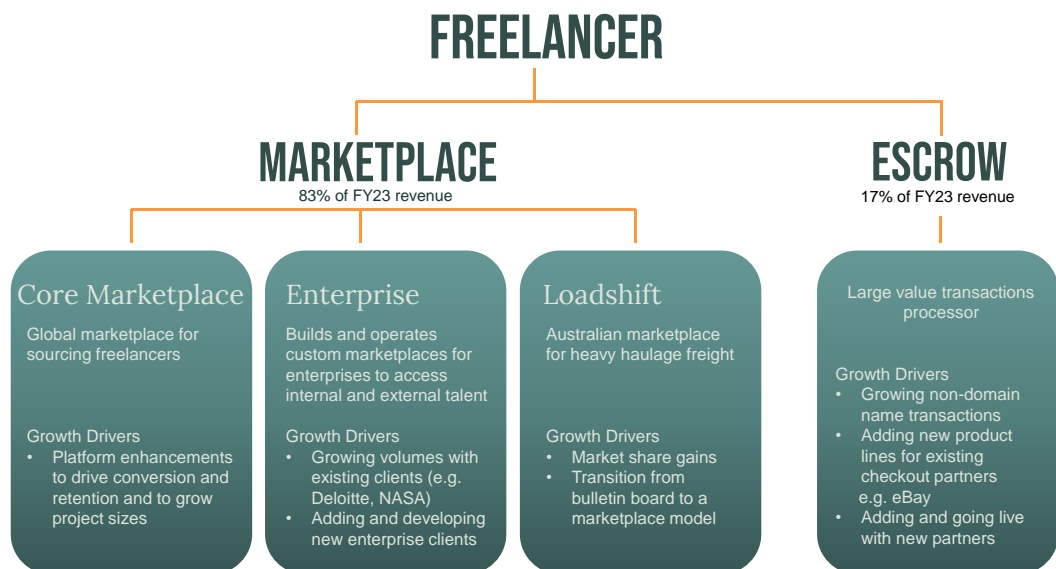 FREELANCER
MARKETPLACE
83% of FY23 revenue
ESCROW
17% of FY23 revenue
Core Marketplace
Global marketplace for
sourcing freelancers
Growth Drivers
• Platform enhancements
to drive conversion and
retention and to grow
project sizes
Enterprise
Builds and operates
custom marketplaces for
enterprises to access
internal and external talent
Growth Drivers
• Growing volumes with
existing clients (e.g.
Deloitte, NASA)
• Adding and developing
new enterprise clients
Loadshift
Australian marketplace
for heavy haulage freight
Growth Drivers
• Market share gains
• Transition from
bulletin board to a
marketplace model
Large value transactions
processor
Growth Drivers
• Growing non-domain
name transactions
• Adding new product
lines for existing
checkout partners
e.g. eBay
• Adding and going live
with new partners